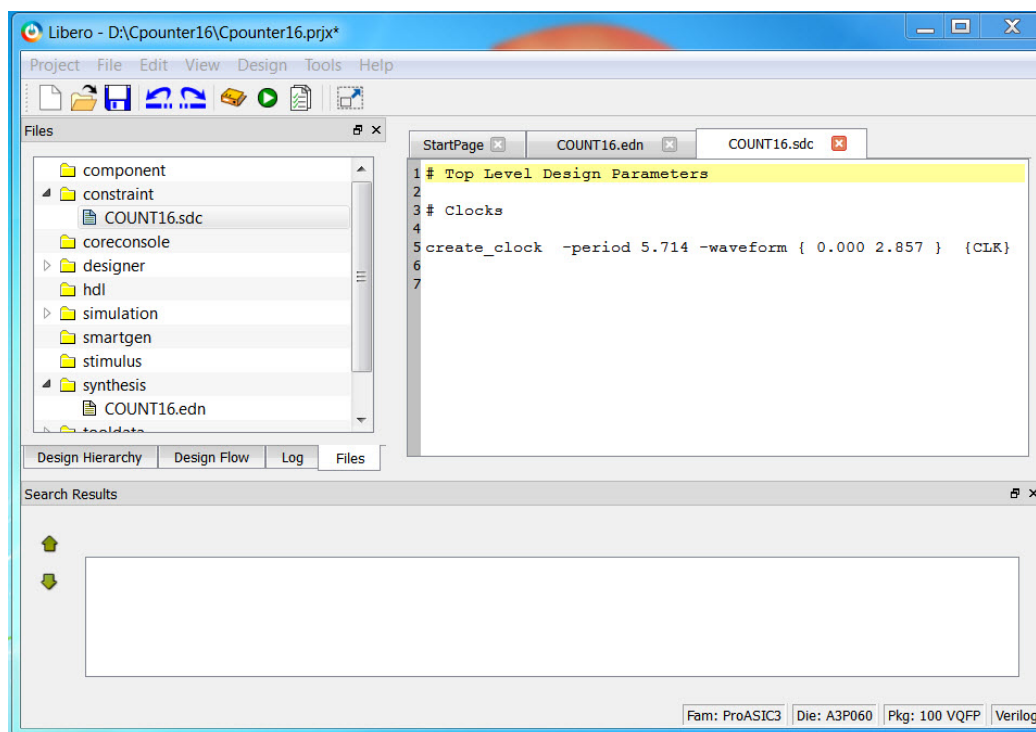 Libero - D:\Cpounter16\Cpounter16.prjx*
Project File Edit View Design Tools Help
Files
component
constraint
COUNT16.sdc
coreconsole
designer
hdl
simulation
smartgen
stimulus
synthesis
COUNT16.edn
tooldata
Design Hierarchy Design Flow Log Files
StartPage COUNT16.edn COUNT16.sdc
1 # Top Level Design Parameters
2
3 # Clocks
4
5 create_clock -period 5.714 -waveform { 0.000 2.857 } {CLK}
6
7
Search Results
Fam: ProASIC3 Die: A3P060 Pkg: 100 VQFP Verilog